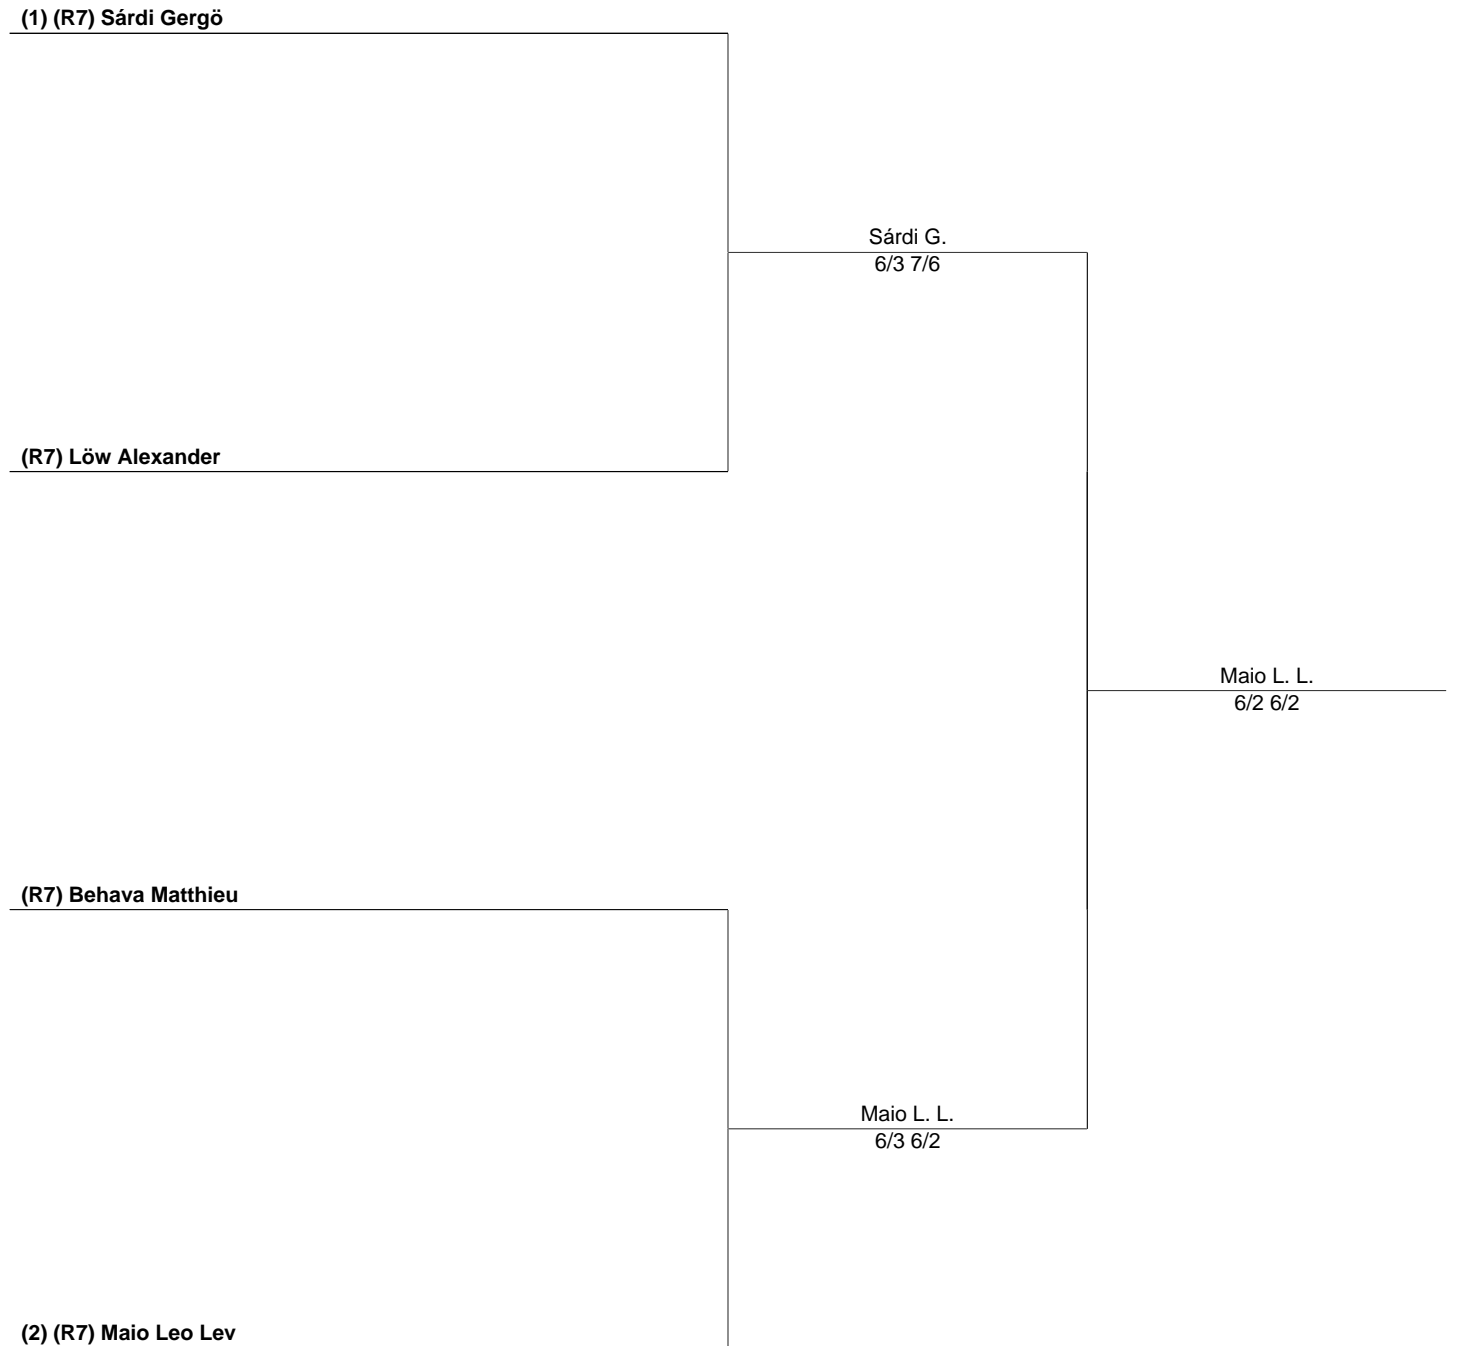 (1) (R7) Sárdi Gergö
Sárdi G.
6/3 7/6
(R7) Löw Alexander
Maio L. L.
6/2 6/2
(R7) Behava Matthieu
Maio L. L.
6/3 6/2
(2) (R7) Maio Leo Lev